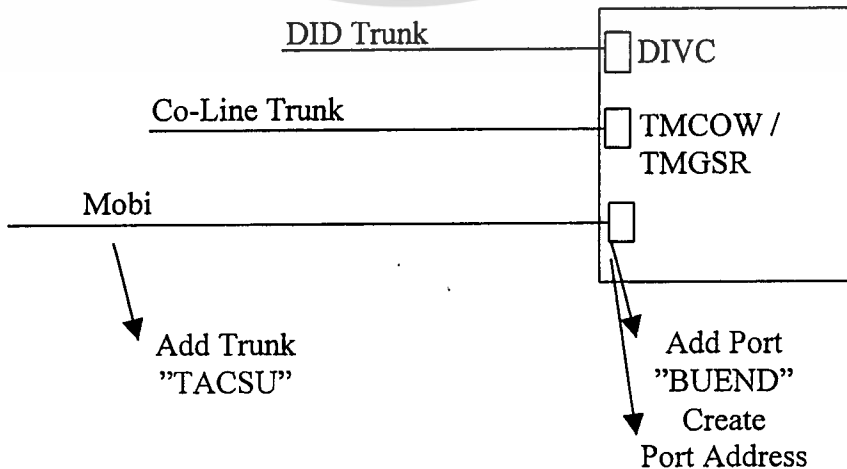 DID Trunk
DIVC
Co-Line Trunk
TMCOW /
TMGSR
Mobi
Add Trunk
”TACSU”
Add Port
”BUEND”
Create
Port Address